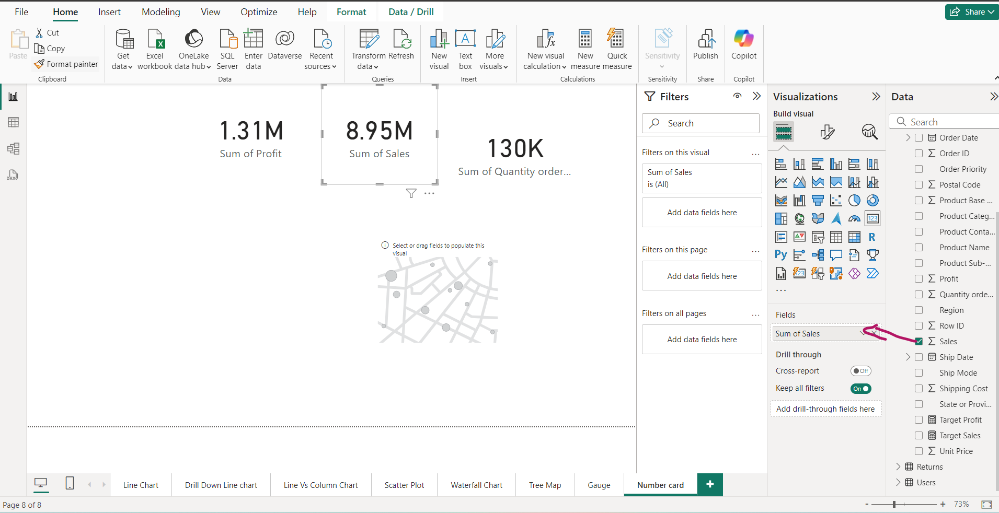 File Home Insert Modeling View Optimize Help Format Data / Drill Share
Paste
Cut
Copy
Format painter
Clipboard
Get data
Excel workbook
OneLake data hub
SQL Server
Enter data
Dataverse
Recent sources
Data
Transform data
Refresh
Queries
New visual
Text box
More visuals
Insert
New visual calculation
New measure
Quick measure
Calculations
Sensitivity
Sensitivity
Publish
Share
Copilot
Copilot
1.31M
Sum of Profit
8.95M
Sum of Sales
130K
Sum of Quantity order...
Select or drag fields to populate this
visual
Filters
Search
Filters on this visual
Sum of Sales
is (All)
Add data fields here
Filters on this page
Add data fields here
Filters on all pages
Add data fields here
Visualizations
Build visual
123
R
Py
123
Fields
Sum of Sales
Drill through
Cross-report Off
Keep all filters On
Add drill-through fields here
Data
Search
Order Date
Order ID
Order Priority
Postal Code
Product Base ...
Product Categ...
Product Conta...
Product Name
Product Sub-...
Profit
Quantity orde...
Region
Row ID
Sales
Ship Date
Ship Mode
Shipping Cost
State or Provi...
Target Profit
Target Sales
Unit Price
Returns
Users
DAX
Line Chart Drill Down Line chart Line Vs Column Chart Scatter Plot Waterfall Chart Tree Map Gauge Number card
Page 8 of 8
- + 73%